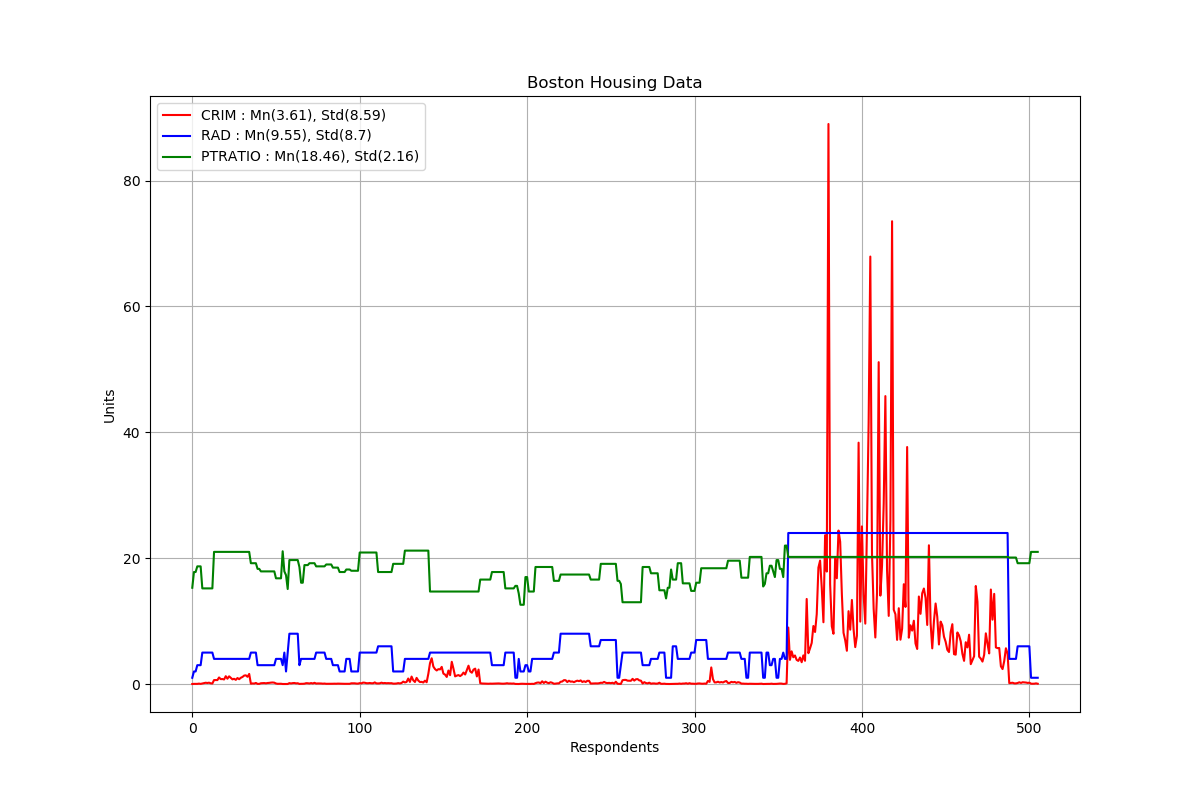 Boston Housing Data
CRIM : Mn(3.61), Std(8.59)
RAD : Mn(9.55), Std(8.7)
PTRATIO : Mn(18.46), Std(2.16)
80
60
40
20
0
Units
0 100 200 300 400 500
Respondents